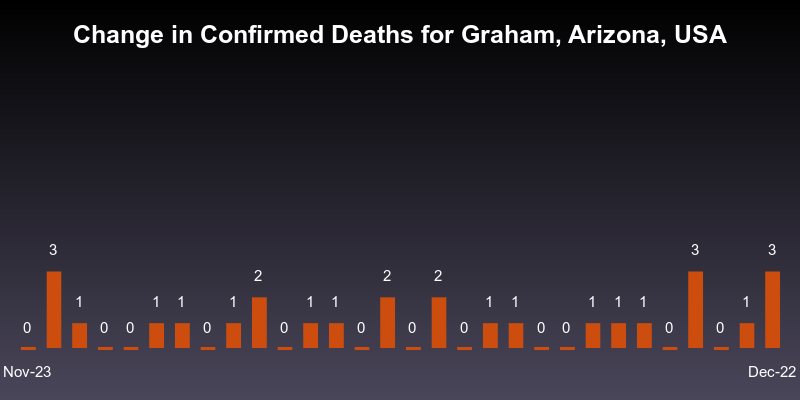 Change in Confirmed Deaths for Graham, Arizona, USA
0 3 1 0 0 1 1 0 1 2 0 1 1 0 2 0 2 0 1 1 0 0 1 1 1 0 3 0 1 3
Nov-23 Dec-22